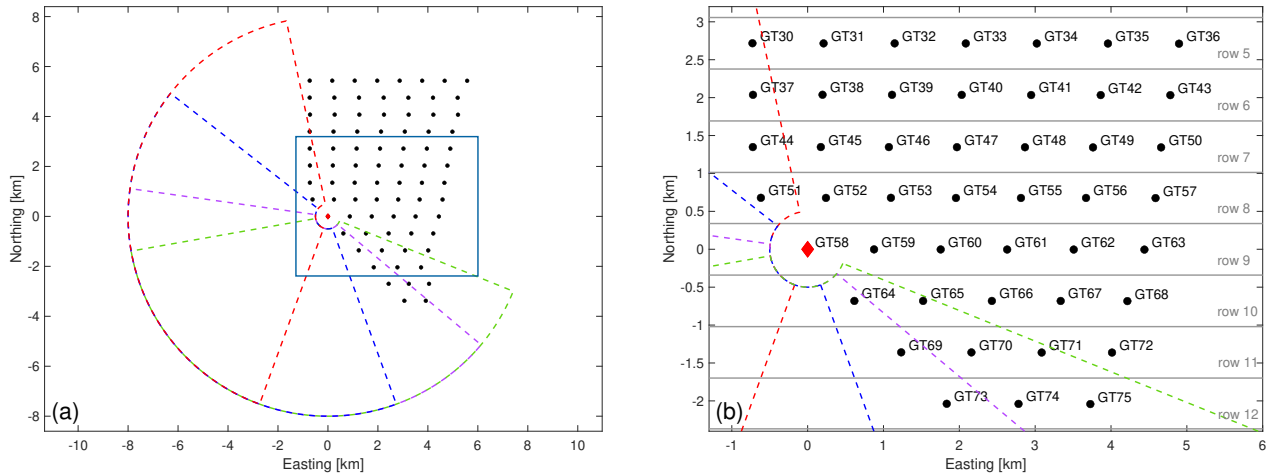 8
6
4
2
0
-2
-4
-6
-8
Northing [km]
(a)
-10 -8 -6 -4 -2 0 2 4 6 8 10
Easting [km]
3
2.5
2
1.5
1
0.5
0
-0.5
-1
-1.5
-2
Northing [km]
GT30 GT31 GT32 GT33 GT34 GT35 GT36
row 5
GT37 GT38 GT39 GT40 GT41 GT42 GT43
row 6
GT44 GT45 GT46 GT47 GT48 GT49 GT50
row 7
GT51 GT52 GT53 GT54 GT55 GT56 GT57
row 8
GT58 GT59 GT60 GT61 GT62 GT63
row 9
GT64 GT65 GT66 GT67 GT68
row 10
GT69 GT70 GT71 GT72
row 11
GT73 GT74 GT75
row 12
(b)
-1 0 1 2 3 4 5 6
Easting [km]